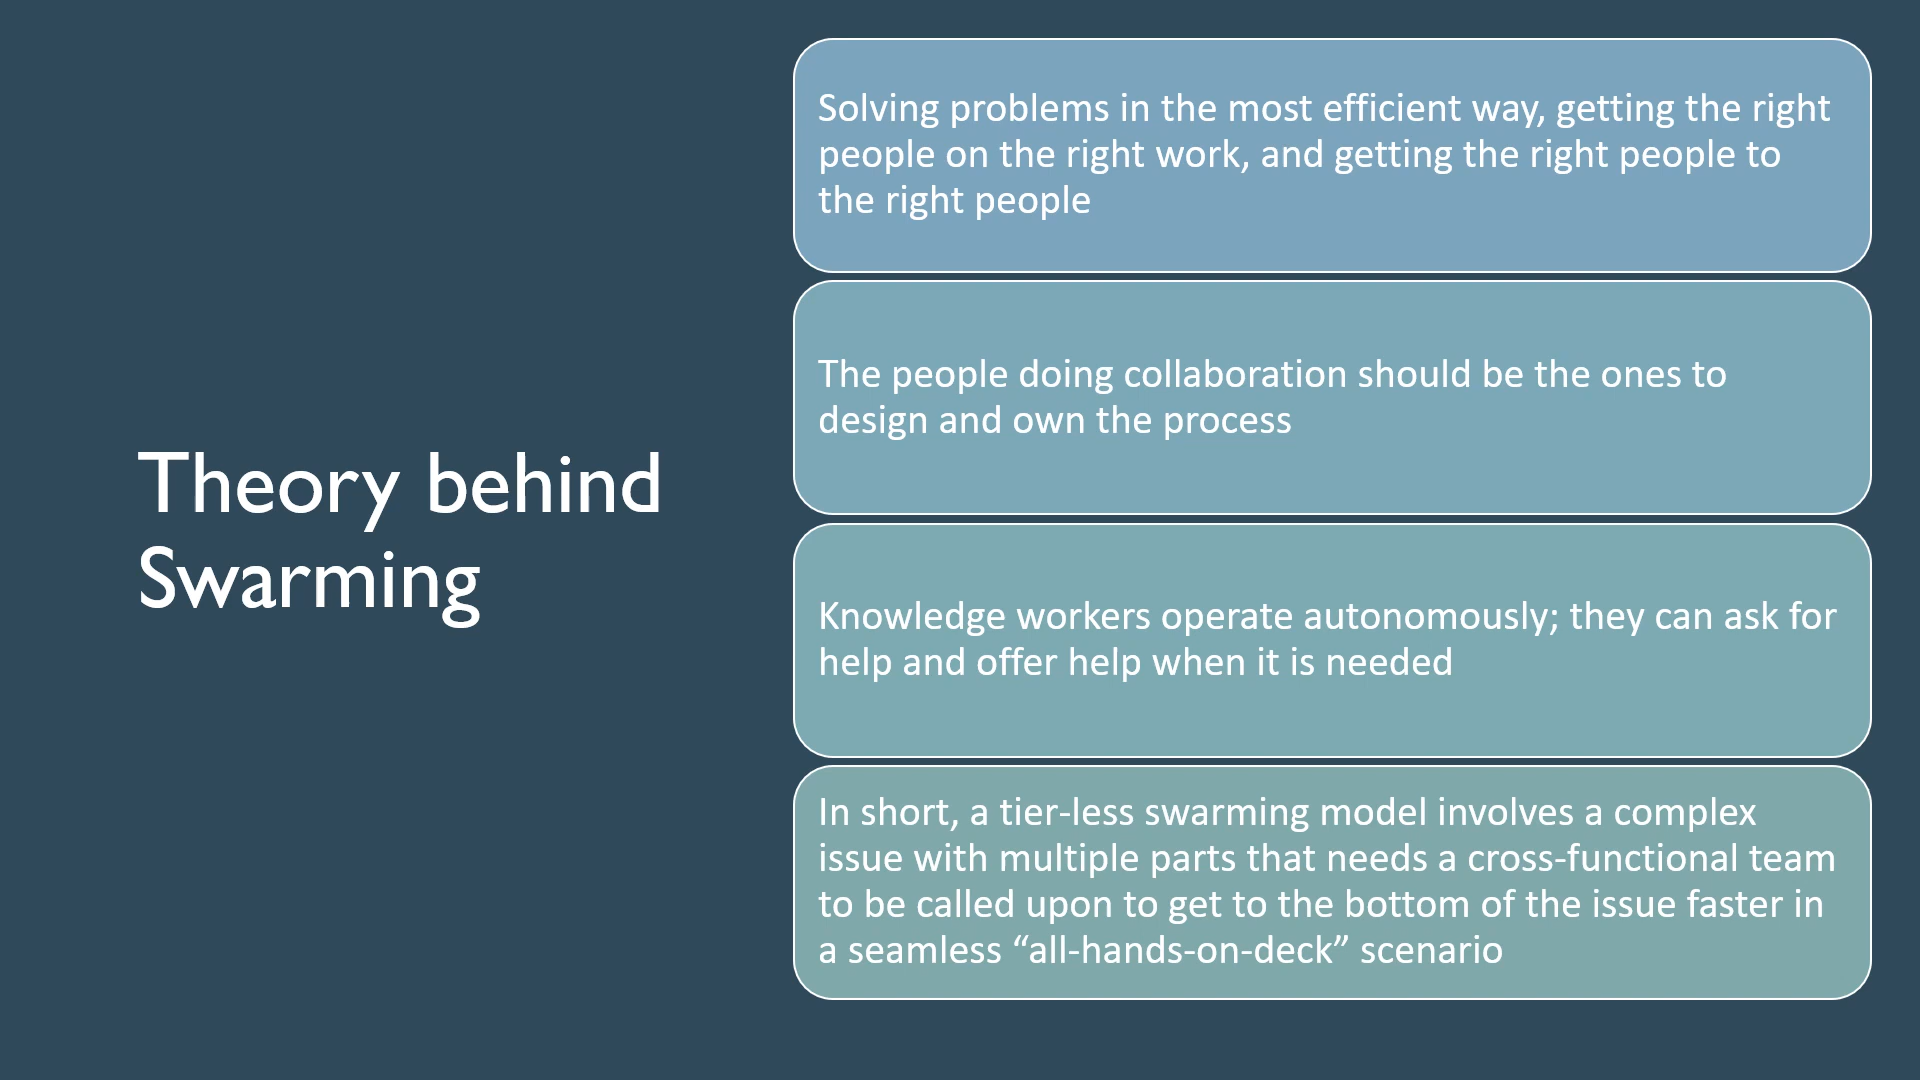 Theory behind
Swarming
Solving problems in the most efficient way, getting the right
people on the right work, and getting the right people to
the right people
The people doing collaboration should be the ones to
design and own the process
Knowledge workers operate autonomously; they can ask for
help and offer help when it is needed
In short, a tier-less swarming model involves a complex
issue with multiple parts that needs a cross-functional team
to be called upon to get to the bottom of the issue faster in
a seamless “all-hands-on-deck” scenario